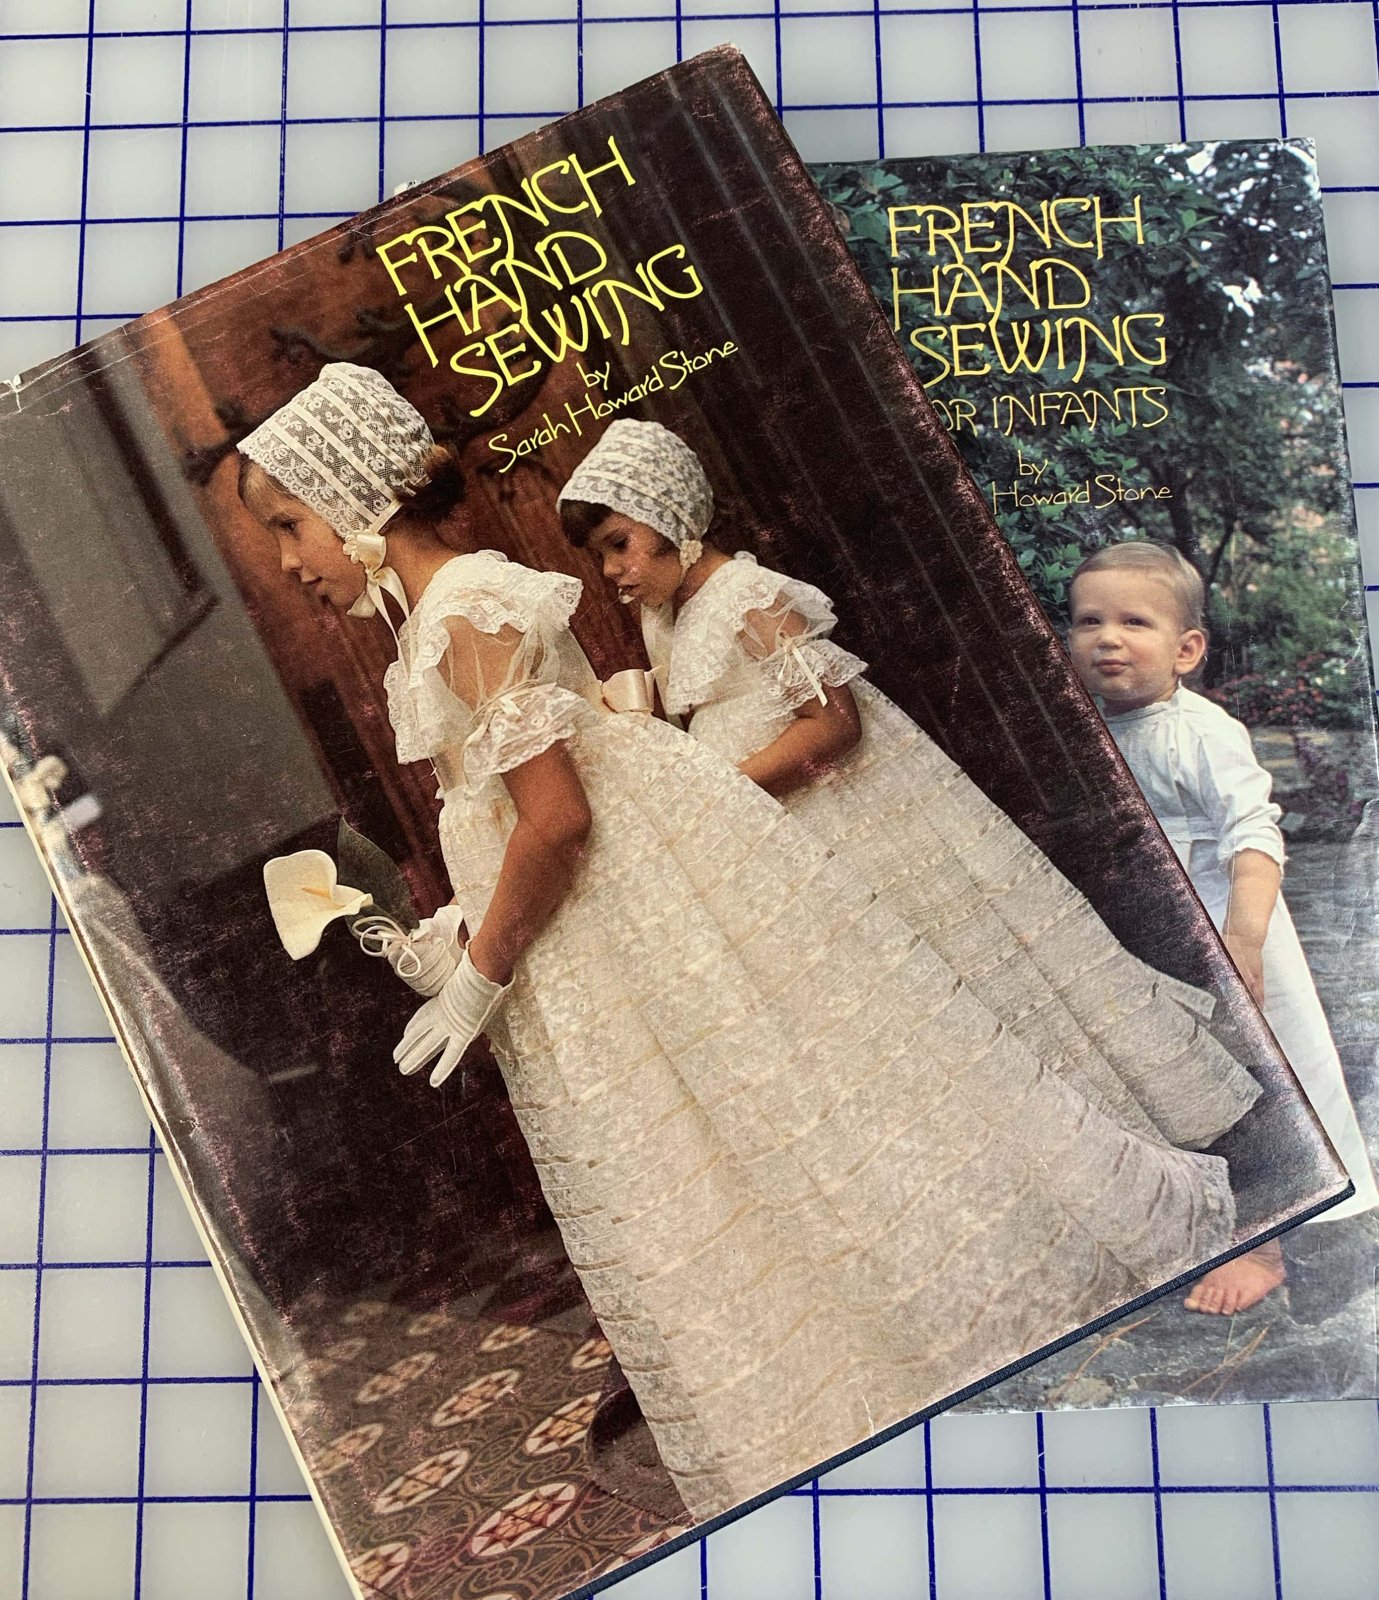 FRENCH
HAND
SEWING
by
Sarah Howard Stone
FRENCH
HAND
SEWING
OR INFANTS
by
Howard Stone